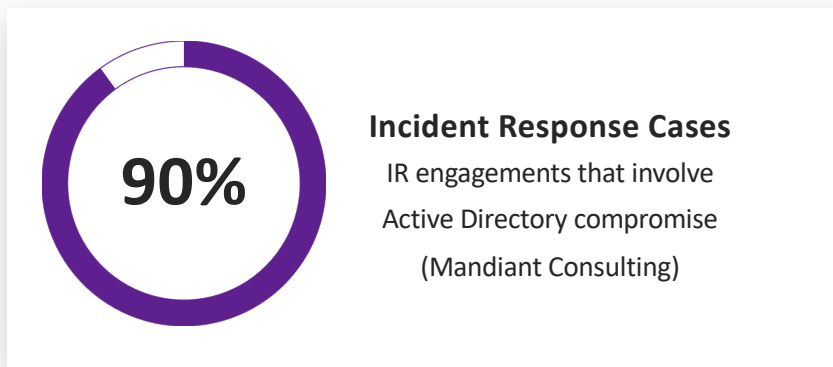 90%
Incident Response Cases
IR engagements that involve
Active Directory compromise
(Mandiant Consulting)